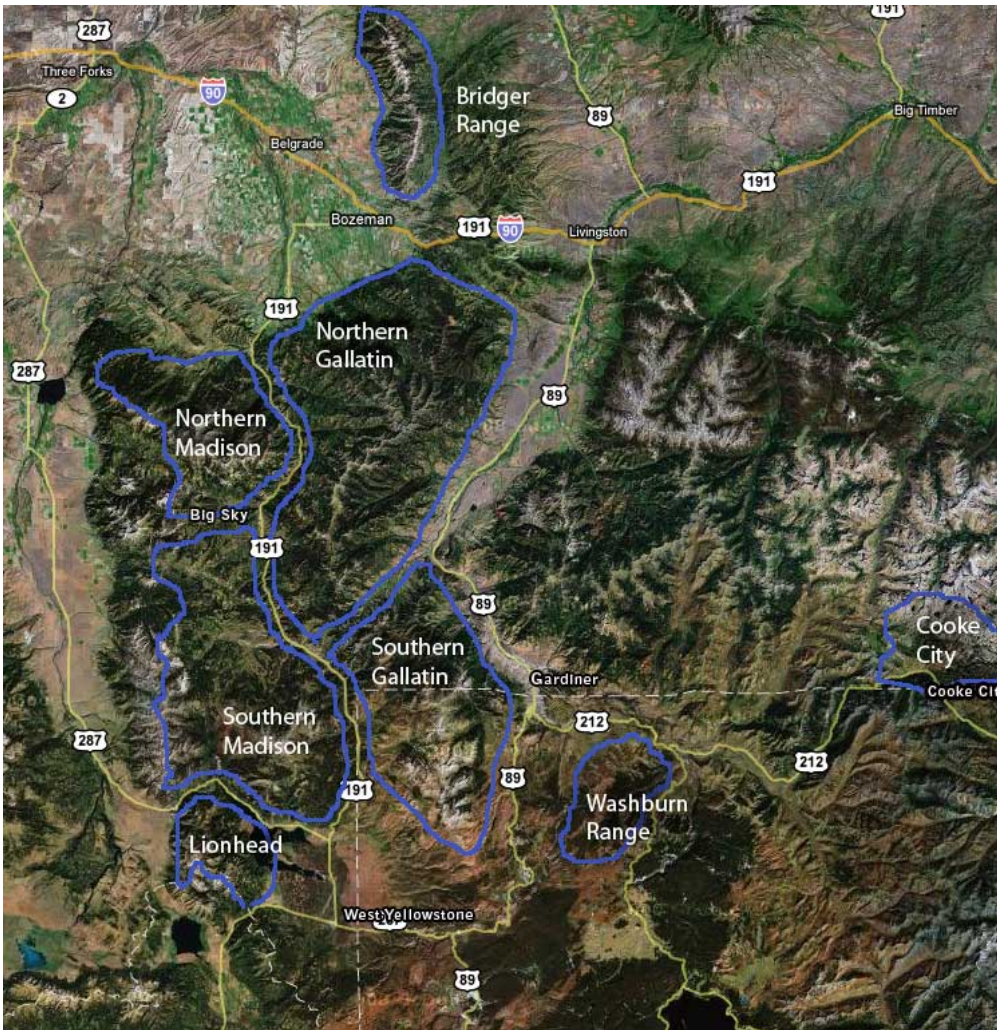 191
287
Three Forks
2
90
Bridger
Range
89
Big Timber
Belgrade
191
Bozeman
191
90
Livingston
191
Northern
Gallatin
287
89
Northern
Madison
Big Sky
191
89
Southern
Gallatin
Cooke
City
Gardiner
Cooke Cit
Southern
Madison
212
287
212
89
191
Washburn
Range
Lionhead
West Yellowstone
89